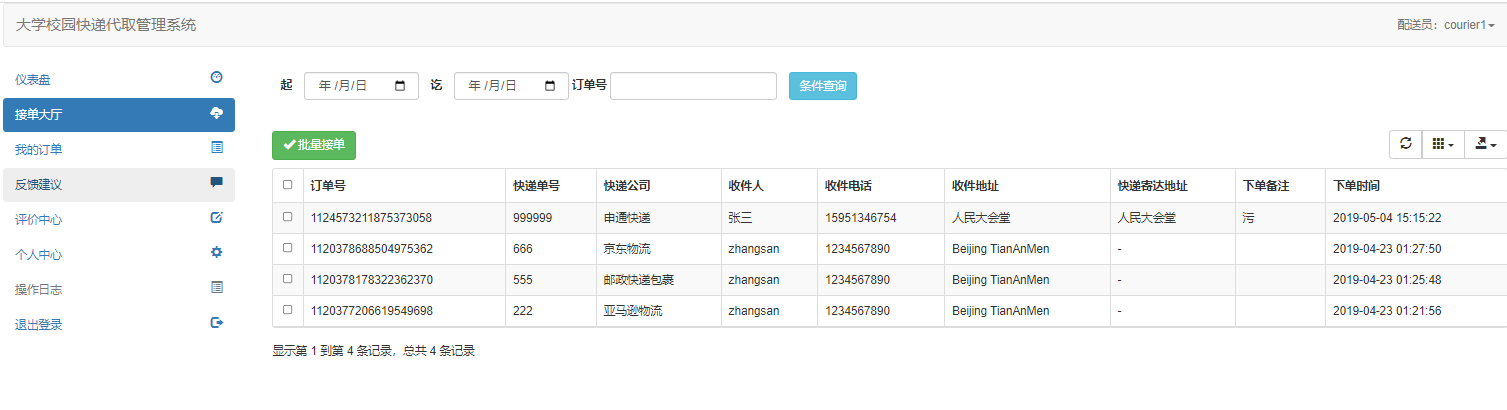 大学校园快递代取管理系统
配送员：courier1
仪表盘
接单大厅
我的订单
反馈建议
评价中心
个人中心
操作日志
退出登录
起 年 /月/日 讫 年 /月/日 订单号 条件查询
批量接单
订单号 快递单号 快递公司 收件人 收件电话 收件地址 快递寄达地址 下单备注 下单时间
1124573211875373058 999999 申通快递 张三 15951346754 人民大会堂 人民大会堂 污 2019-05-04 15:15:22
1120378688504975362 666 京东物流 zhangsan 1234567890 Beijing TianAnMen - 2019-04-23 01:27:50
1120378178322362370 555 邮政快递包裹 zhangsan 1234567890 Beijing TianAnMen - 2019-04-23 01:25:48
1120377206619549698 222 亚马逊物流 zhangsan 1234567890 Beijing TianAnMen - 2019-04-23 01:21:56
显示第 1 到第 4 条记录，总共 4 条记录